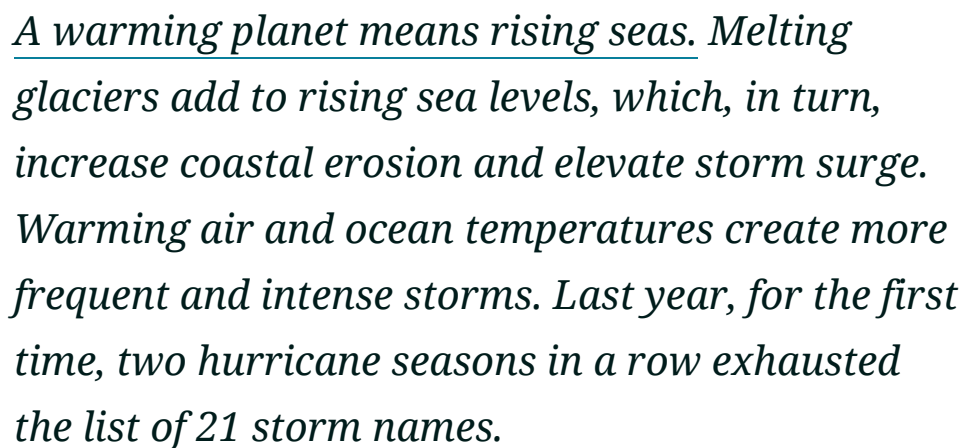 A warming planet means rising seas. Melting
glaciers add to rising sea levels, which, in turn,
increase coastal erosion and elevate storm surge.
Warming air and ocean temperatures create more
frequent and intense storms. Last year, for the first
time, two hurricane seasons in a row exhausted
the list of 21 storm names.